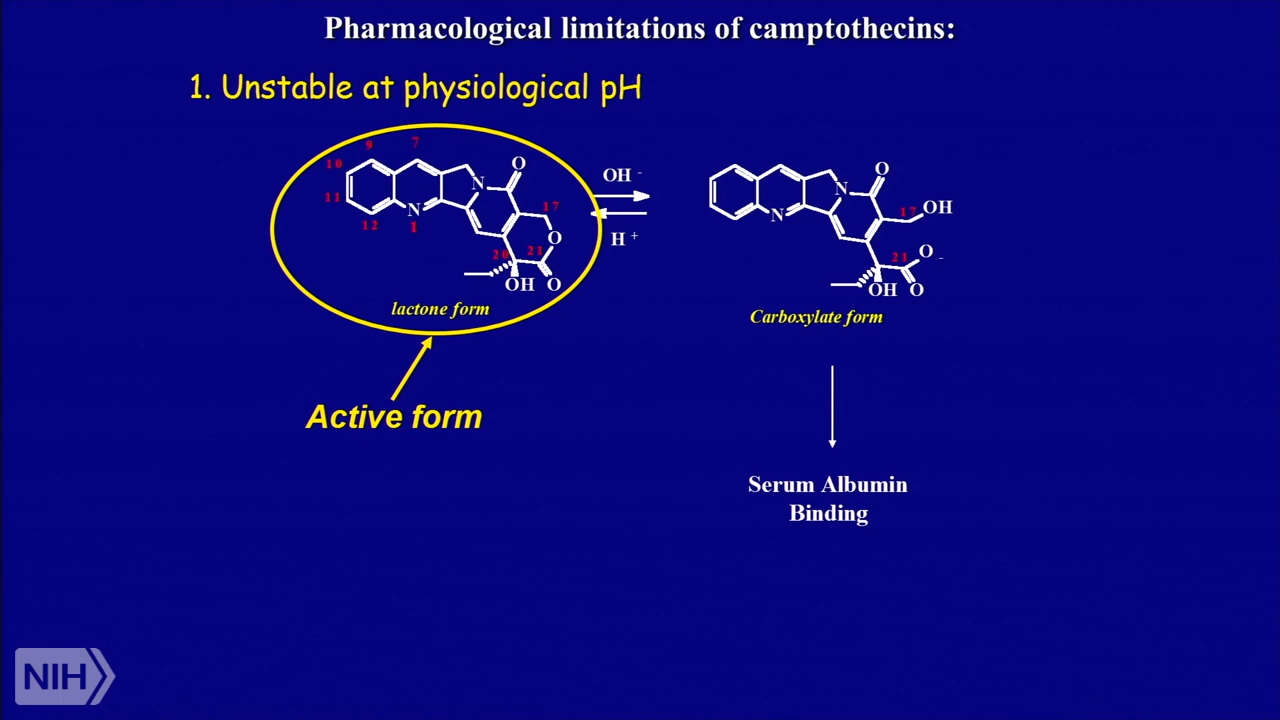 Pharmacological limitations of camptothecins:
1. Unstable at physiological pH
9
7
10
O
N
11
N
17
12
1
O
20
21
OH
O
lactone form
OH -
H +
O
N
N
17
OH
21
O -
OH
O
Carboxylate form
Active form
Serum Albumin
Binding
NIH